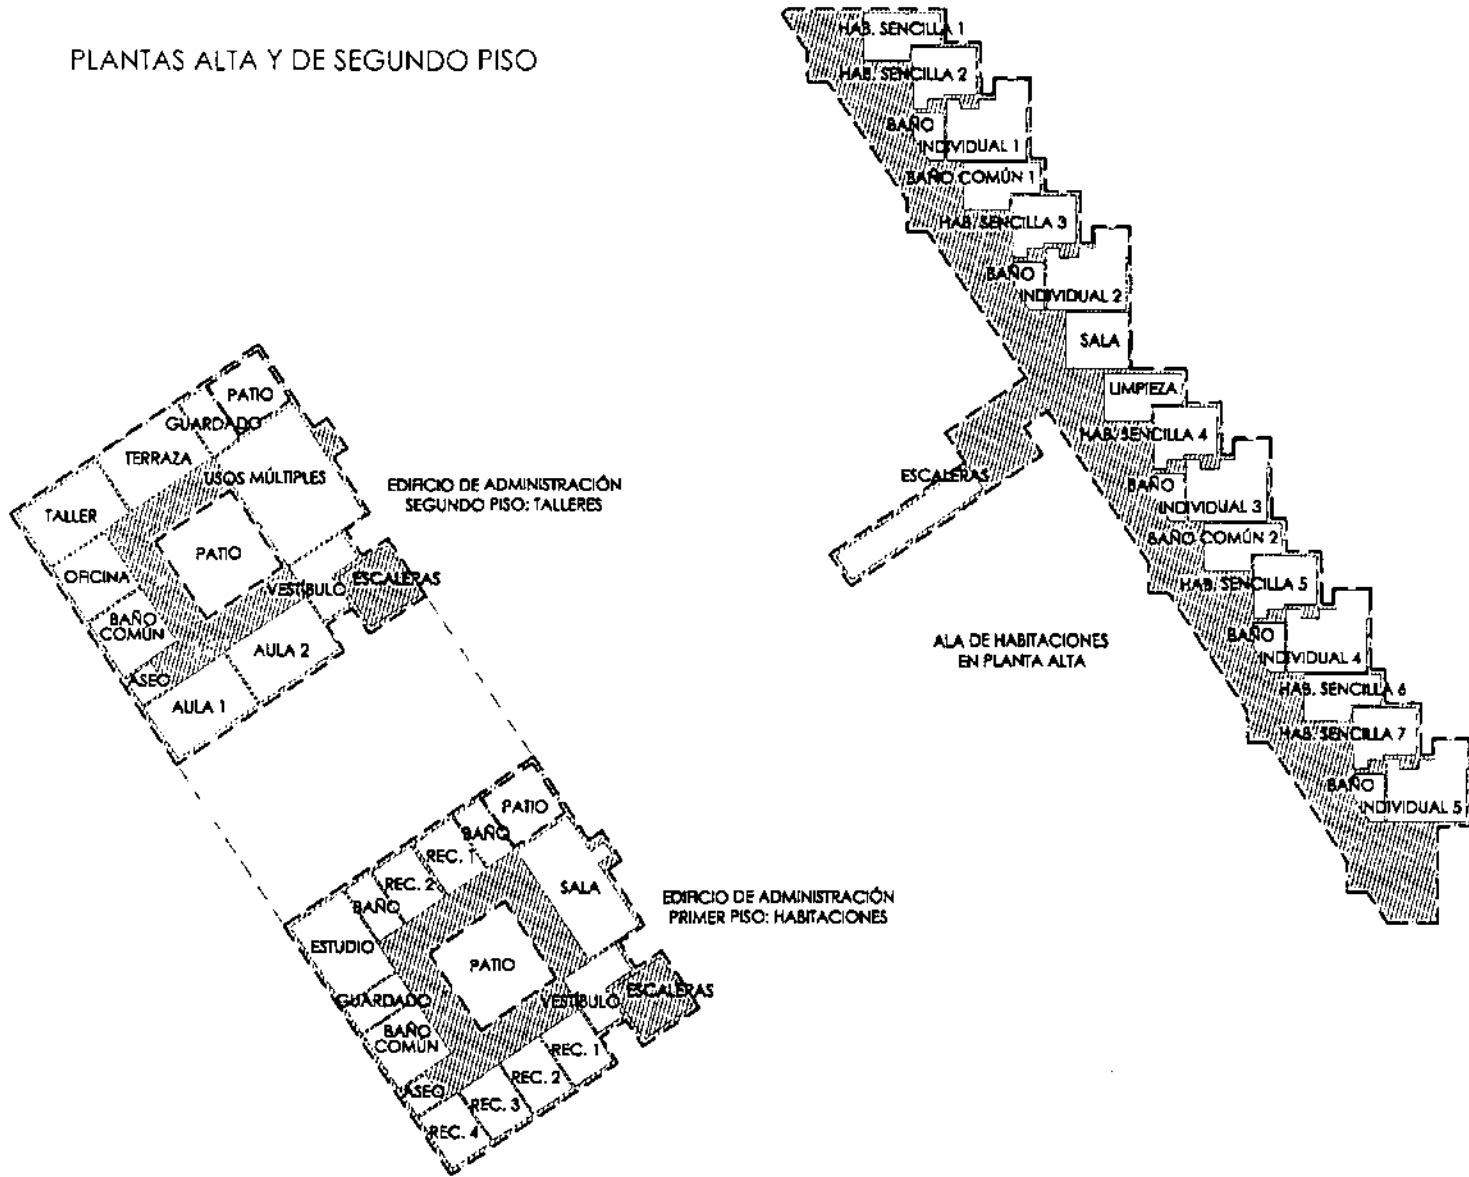 PLANTAS ALTA Y DE SEGUNDO PISO
HAB. SENCILLA 1
HAB. SENCILLA 2
BAÑO
INDIVIDUAL 1
BAÑO COMÚN 1
HAB. SENCILLA 3
BAÑO
INDIVIDUAL 2
SALA
LIMPIEZA
HAB. SENCILLA 4
ESCALERAS
BAÑO
INDIVIDUAL 3
BAÑO COMÚN 2
HAB. SENCILLA 5
BAÑO
INDIVIDUAL 4
HAB. SENCILLA 6
HAB. SENCILLA 7
BAÑO
INDIVIDUAL 5
ALA DE HABITACIONES
EN PLANTA ALTA
PATIO
GUARDADO
TERRAZA
USOS MÚLTIPLES
TALLER
PATIO
OFICINA
VESTÍBULO
ESCALERAS
BAÑO
COMÚN
AULA 2
ASEO
AULA 1
EDIFICIO DE ADMINISTRACIÓN
SEGUNDO PISO: TALLERES
PATIO
BAÑO
REC. 1
REC. 2
SALA
BAÑO
ESTUDIO
PATIO
GUARDADO
VESTÍBULO
ESCALERAS
BAÑO
COMÚN
REC. 1
REC. 2
ASEO
REC. 3
REC. 4
EDIFICIO DE ADMINISTRACIÓN
PRIMER PISO: HABITACIONES